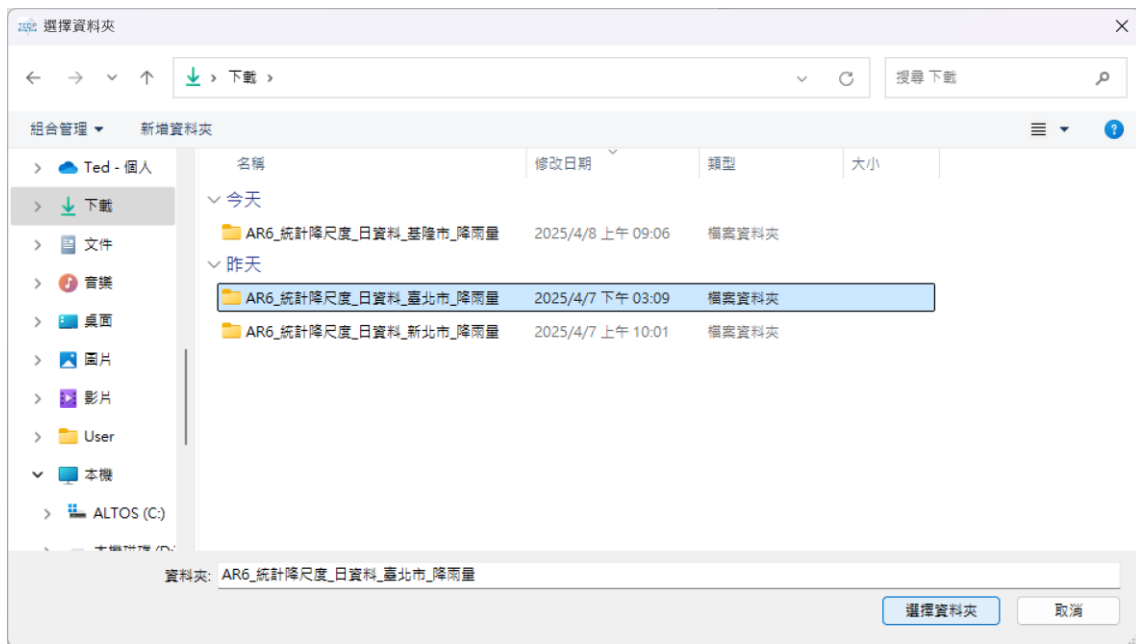 選擇資料夾
下載
搜尋 下載
組合管理 新增資料夾
Ted - 個人
下載
文件
音樂
桌面
圖片
影片
User
本機
ALTOS (C:)
名稱 修改日期 類型 大小
今天
AR6_統計降尺度_日資料_基隆市_降雨量 2025/4/8 上午 09:06 檔案資料夾
昨天
AR6_統計降尺度_日資料_臺北市_降雨量 2025/4/7 下午 03:09 檔案資料夾
AR6_統計降尺度_日資料_新北市_降雨量 2025/4/7 上午 10:01 檔案資料夾
資料夾: AR6_統計降尺度_日資料_臺北市_降雨量
選擇資料夾 取消